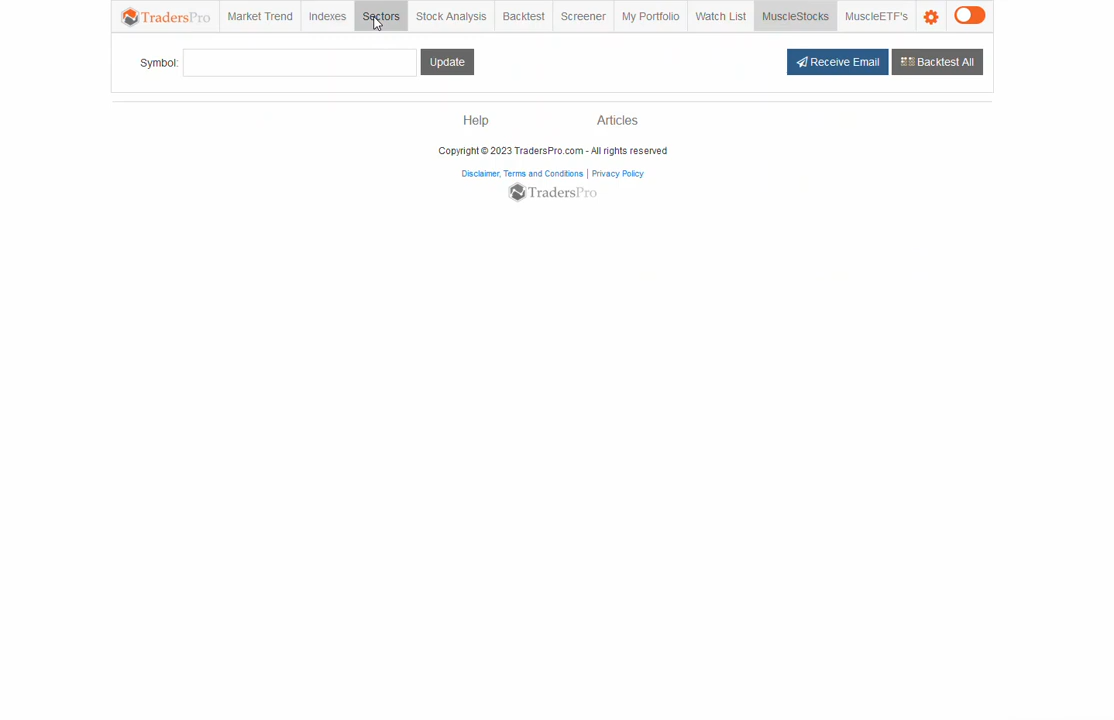 TradersPro Market Trend Indexes Sectors Stock Analysis Backtest Screener My Portfolio Watch List MuscleStocks MuscleETF's
Symbol: Update Receive Email Backtest All
Help Articles
Copyright © 2023 TradersPro.com - All rights reserved
Disclaimer, Terms and Conditions | Privacy Policy
TradersPro